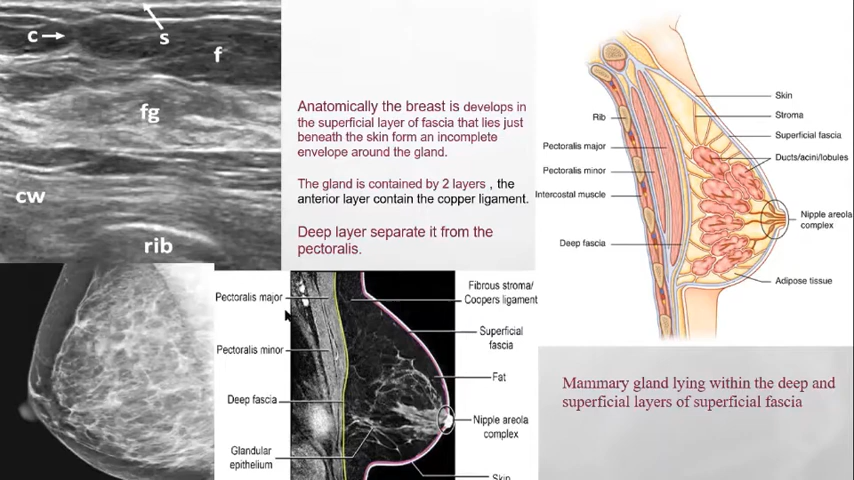 c
s
f
fg
cw
rib
Anatomically the breast is develops in
the superficial layer of fascia that lies just
beneath the skin form an incomplete
envelope around the gland.
The gland is contained by 2 layers , the
anterior layer contain the copper ligament.
Deep layer separate it from the
pectoralis.
Skin
Stroma
Rib
Superficial fascia
Pectoralis major
Ducts/acini/lobules
Pectoralis minor
Intercostal muscle
Nipple areola
complex
Deep fascia
Adipose tissue
Pectoralis major
Fibrous stroma/
Coopers ligament
Superficial
fascia
Pectoralis minor
Fat
Deep fascia
Nipple areola
complex
Glandular
epithelium
Skin
Mammary gland lying within the deep and
superficial layers of superficial fascia